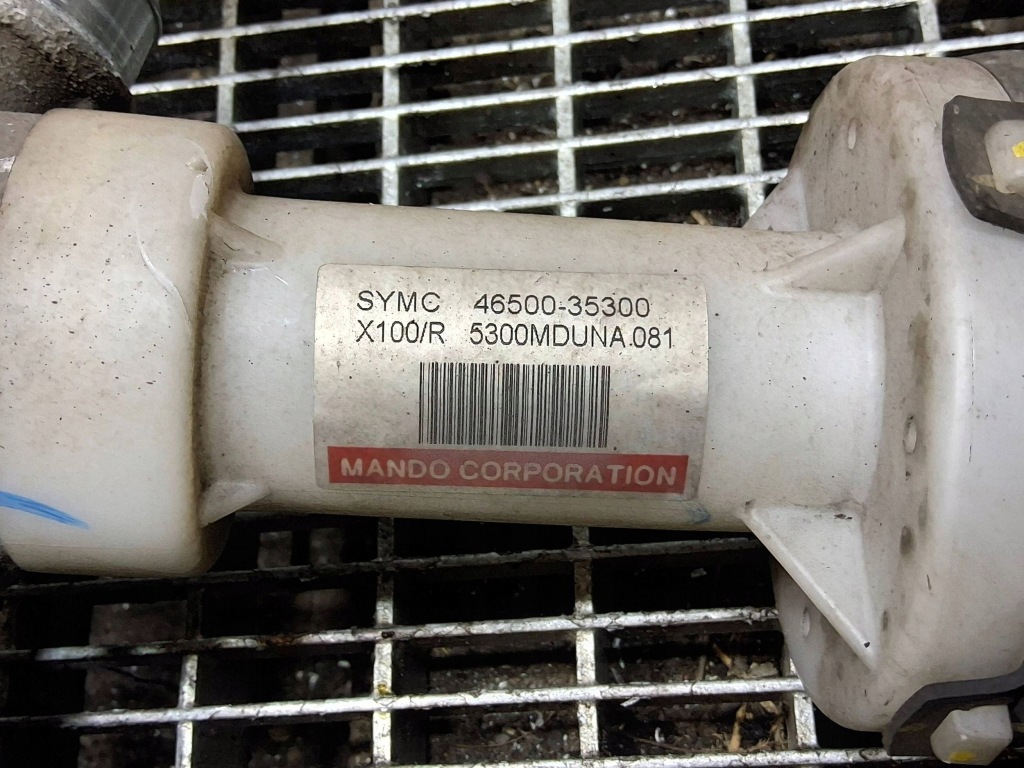 SYMC 46500-35300
X100/R 5300MDUNA.081
MANDO CORPORATION